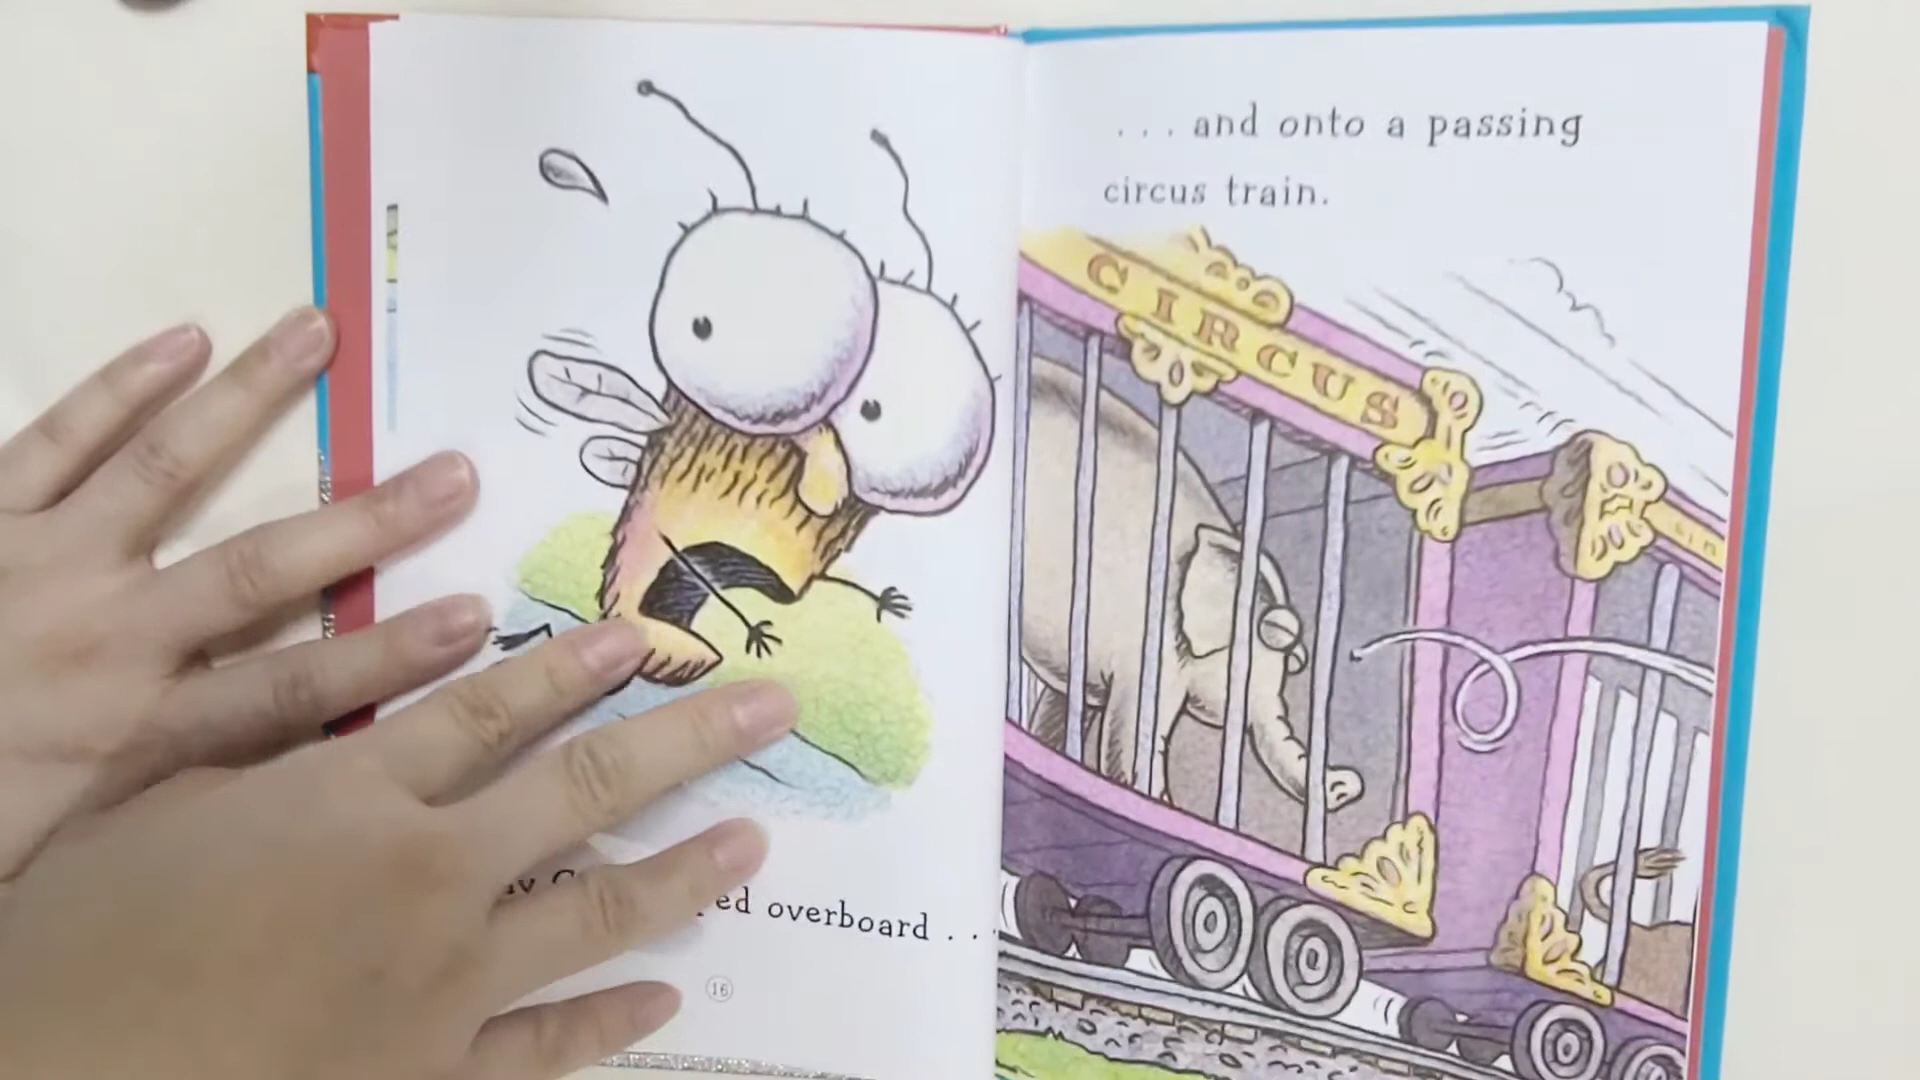 ed overboard . . .
16
. . . and onto a passing
circus train.
CIRCUS